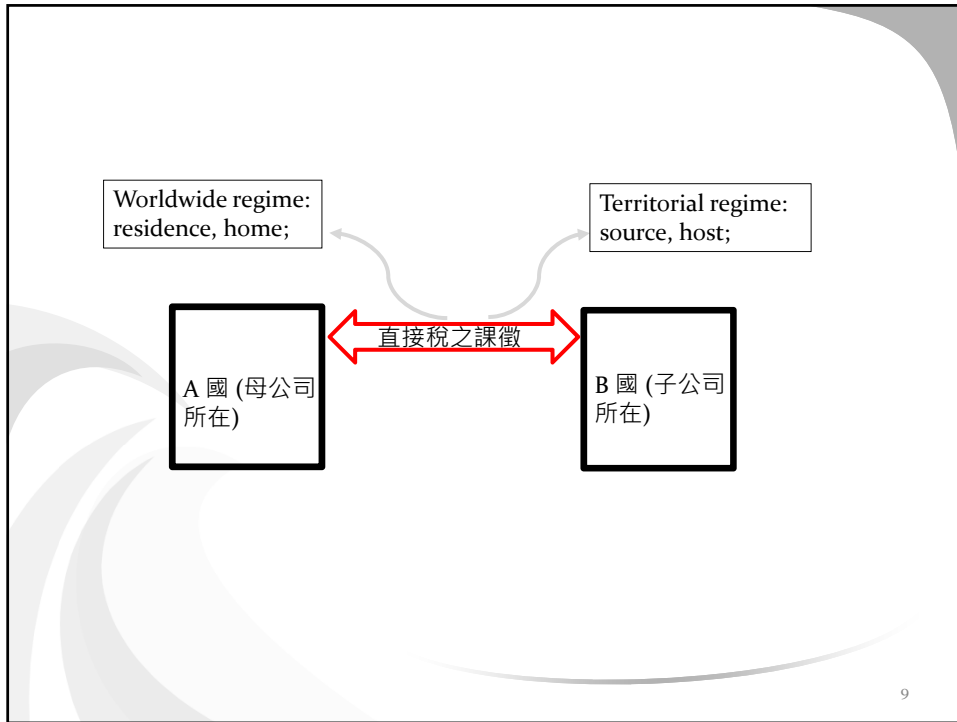 Worldwide regime:
residence, home;
Territorial regime:
source, host;
直接稅之課徵
A 國 (母公司
所在)
B 國 (子公司
所在)
9